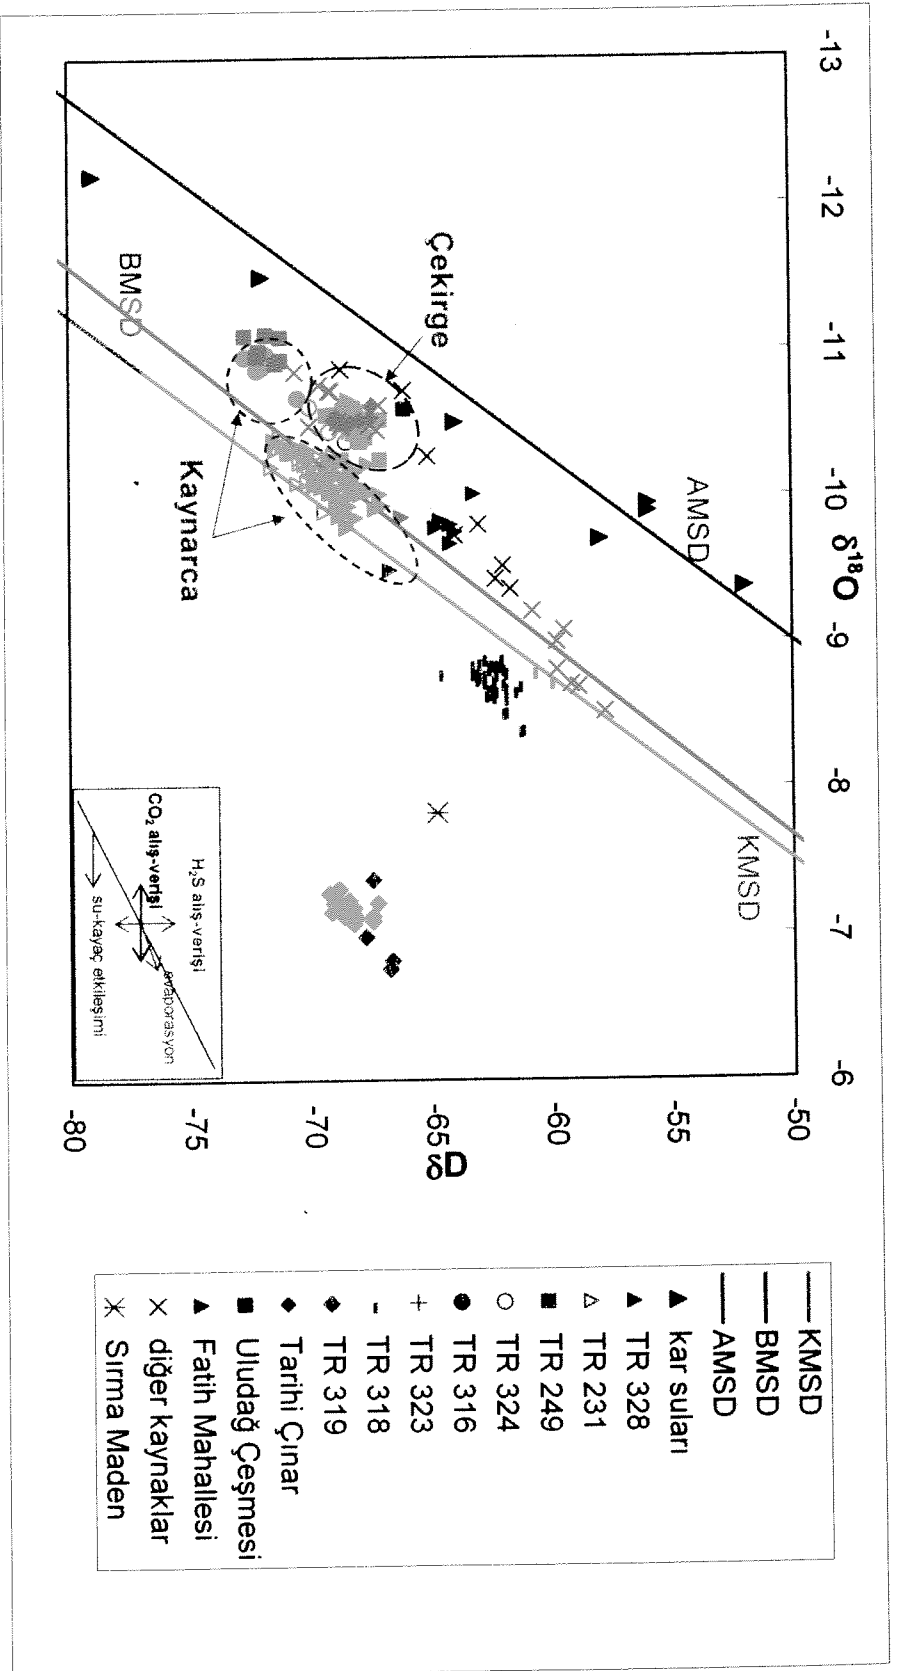 -13
-12
-11
-10
-9
-8
-7
-6
δ¹⁸O
-50
-55
-60
-65
-70
-75
-80
δD
AMSD
BMSD
KMSD
Çekirge
Kaynarca
H₂S alış-verişi
CO₂ alış-verişi
evaporasyon
su-kayaç etkileşimi
KMSD
BMSD
AMSD
kar suları
TR 328
TR 231
TR 249
TR 324
TR 316
TR 323
TR 318
TR 319
Tarihi Çınar
Uludağ Çeşmesi
Fatih Mahallesi
diğer kaynaklar
Sırma Maden